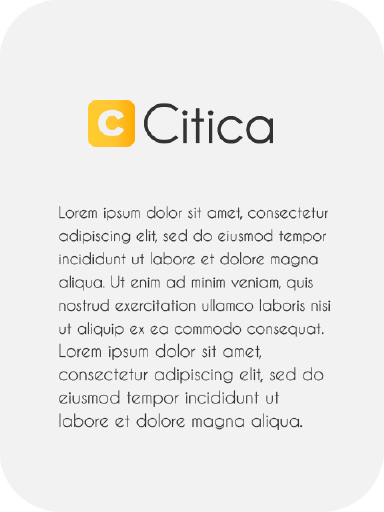 C Citica
Lorem ipsum dolor sit amet, consectetur
adipiscing elit, sed do eiusmod tempor
incididunt ut labore et dolore magna
aliqua. Ut enim ad minim veniam, quis
nostrud exercitation ullamco laboris nisi
ut aliquip ex ea commodo consequat.
Lorem ipsum dolor sit amet,
consectetur adipiscing elit, sed do
eiusmod tempor incididunt ut
labore et dolore magna aliqua.